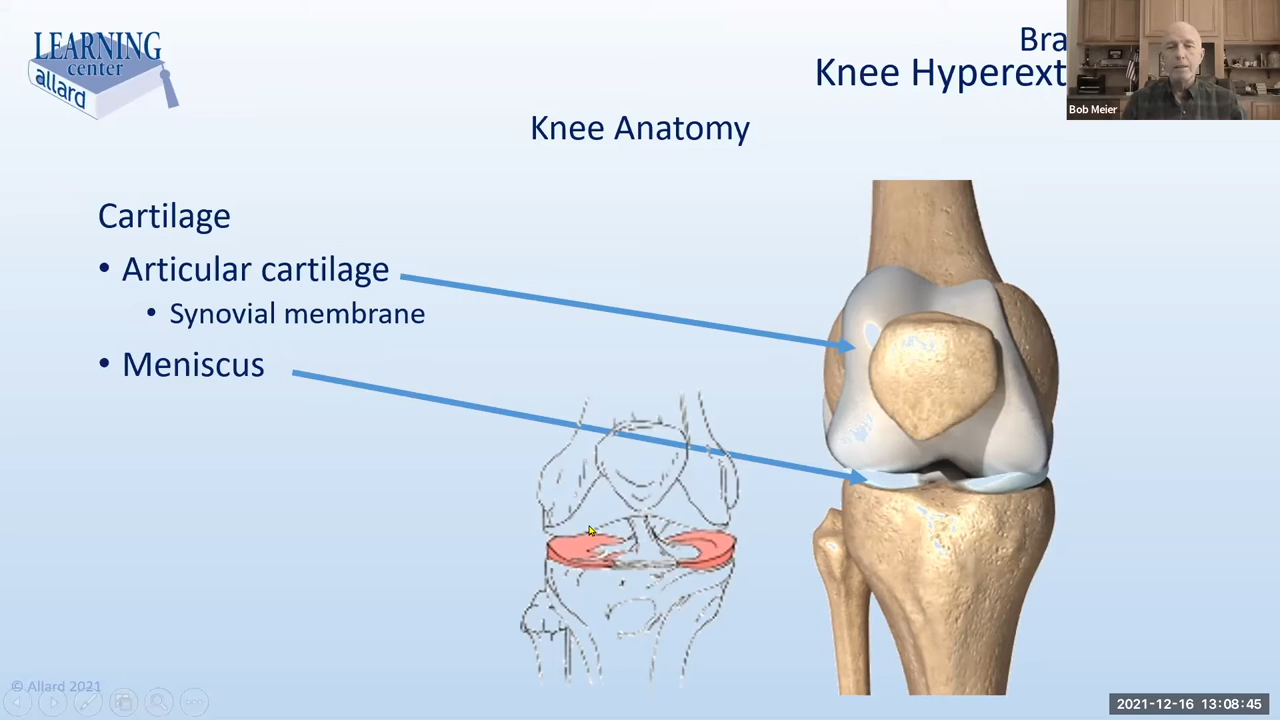 LEARNING
center
allard
Bra
Knee Hyperext
Bob Meier
Knee Anatomy
Cartilage
• Articular cartilage
• Synovial membrane
• Meniscus
© Allard 2021
2021-12-16 13:08:45